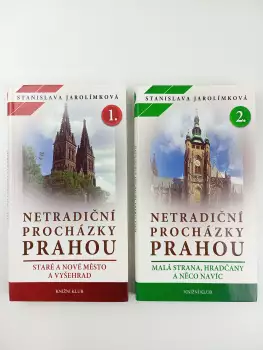 STANISLAVA JAROLÍMKOVÁ
1.
NETRADIČNÍ
PROCHÁZKY
PRAHOU
STARÉ A NOVÉ MĚSTO
A VYŠEHRAD
KNIŽNÍ KLUB
STANISLAVA JAROLÍMKOVÁ
2.
NETRADIČNÍ
PROCHÁZKY
PRAHOU
MALÁ STRANA, HRADČANY
A NĚCO NAVÍC
KNIŽNÍ KLUB